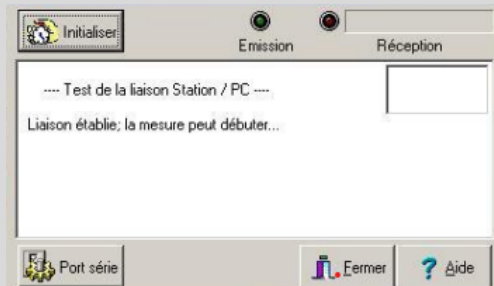 Initialiser
Emission
Réception
---- Test de la liaison Station / PC ----
Liaison établie; la mesure peut débuter...
Port série
Fermer
Aide